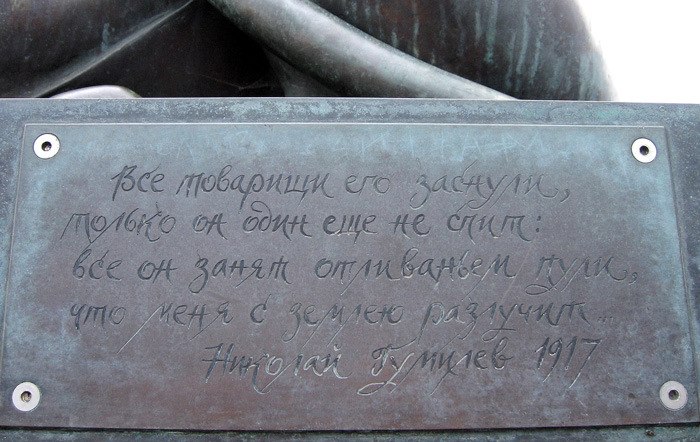 Все товарищи его заснули,
только он один еще не спит:
все он занят отливаньем пули,
что меня с землею разлучит...
Николай Гумилев 1917